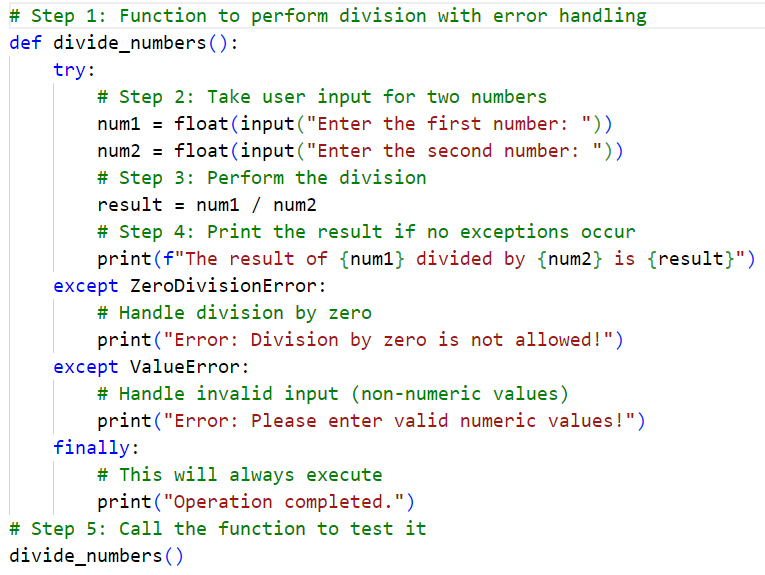 # Step 1: Function to perform division with error handling
def divide_numbers():
    try:
        # Step 2: Take user input for two numbers
        num1 = float(input("Enter the first number: "))
        num2 = float(input("Enter the second number: "))
        # Step 3: Perform the division
        result = num1 / num2
        # Step 4: Print the result if no exceptions occur
        print(f"The result of {num1} divided by {num2} is {result}")
    except ZeroDivisionError:
        # Handle division by zero
        print("Error: Division by zero is not allowed!")
    except ValueError:
        # Handle invalid input (non-numeric values)
        print("Error: Please enter valid numeric values!")
    finally:
        # This will always execute
        print("Operation completed.")
# Step 5: Call the function to test it
divide_numbers()